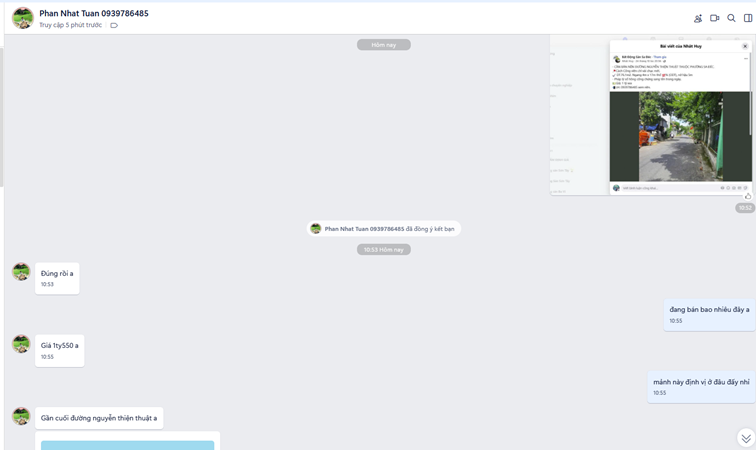 Phan Nhat Tuan 0939786485
Truy cập 5 phút trước
Hôm nay
Bài viết của Nhất Huy
10:52
Phan Nhat Tuan 0939786485 đã đồng ý kết bạn
10:53 Hôm nay
Đúng rồi a
10:53
đang bán bao nhiêu đây a
10:55
Giá 1ty550 a
10:55
mảnh này định vị ở đâu đấy nhỉ
10:55
Gần cuối đường nguyễn thiện thuật a